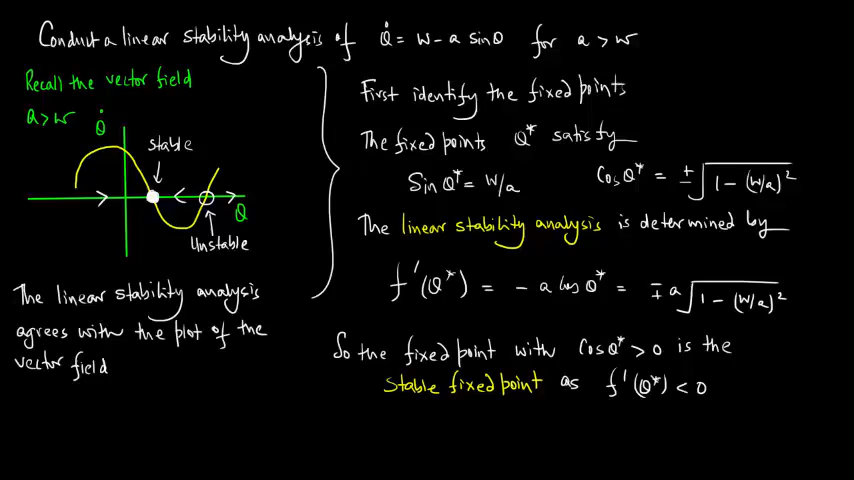 Conduct a linear stability analysis of θ̇ = w - a sinθ for a > w
Recall the vector field
a>w
θ̇
stable
θ
Unstable
The linear stability analysis
agrees with the plot of the
vector field
First identify the fixed points
The fixed points θ* satisfy
Sin θ* = w/a   Cos θ* = ±√(1 - (w/a)²)
The linear stability analysis is determined by
f'(θ*) = - a cos θ* = ∓ a√(1 - (w/a)²)
So the fixed point with Cosθ* > 0 is the
Stable fixed point as f'(θ*) < 0